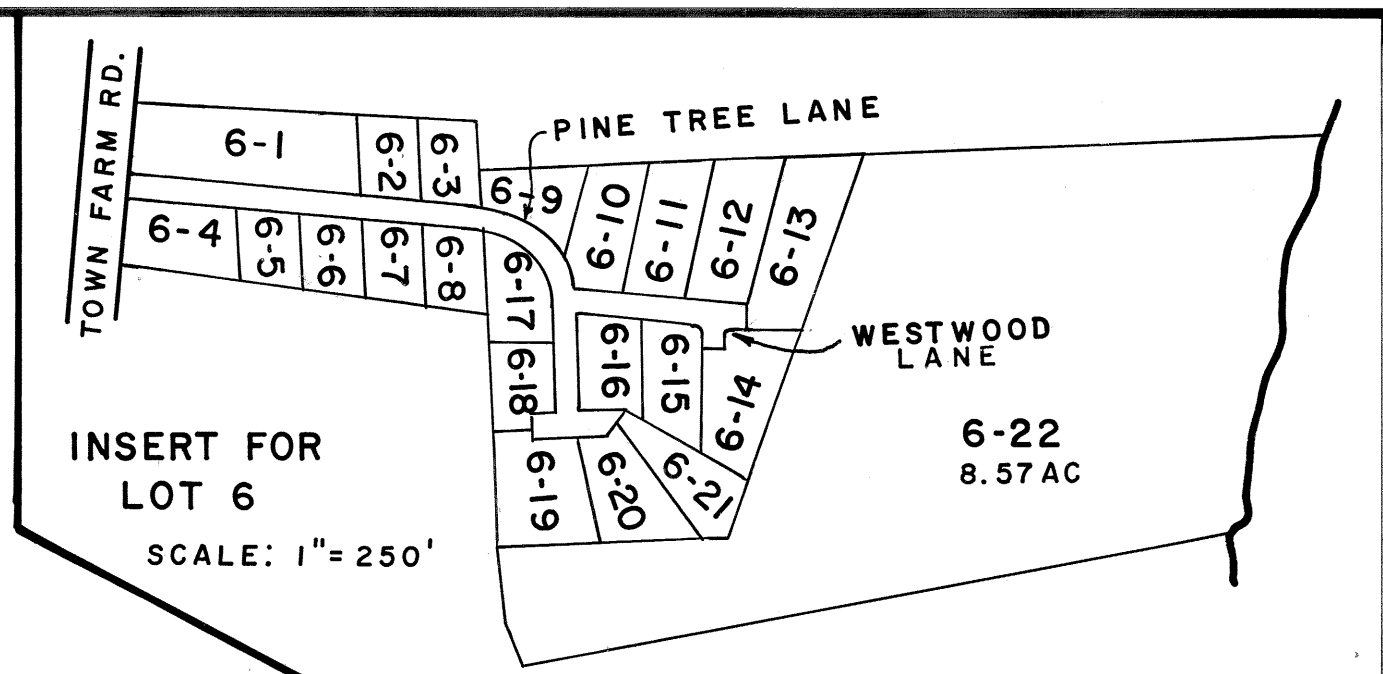 TOWN FARM RD.
PINE TREE LANE
6-1
6-2
6-3
6-4
6-5
6-6
6-7
6-8
6-9
6-10
6-11
6-12
6-13
6-17
6-18
6-16
6-15
6-14
WESTWOOD
LANE
6-19
6-20
6-21
6-22
8.57 AC
INSERT FOR
LOT 6
SCALE: 1"= 250'